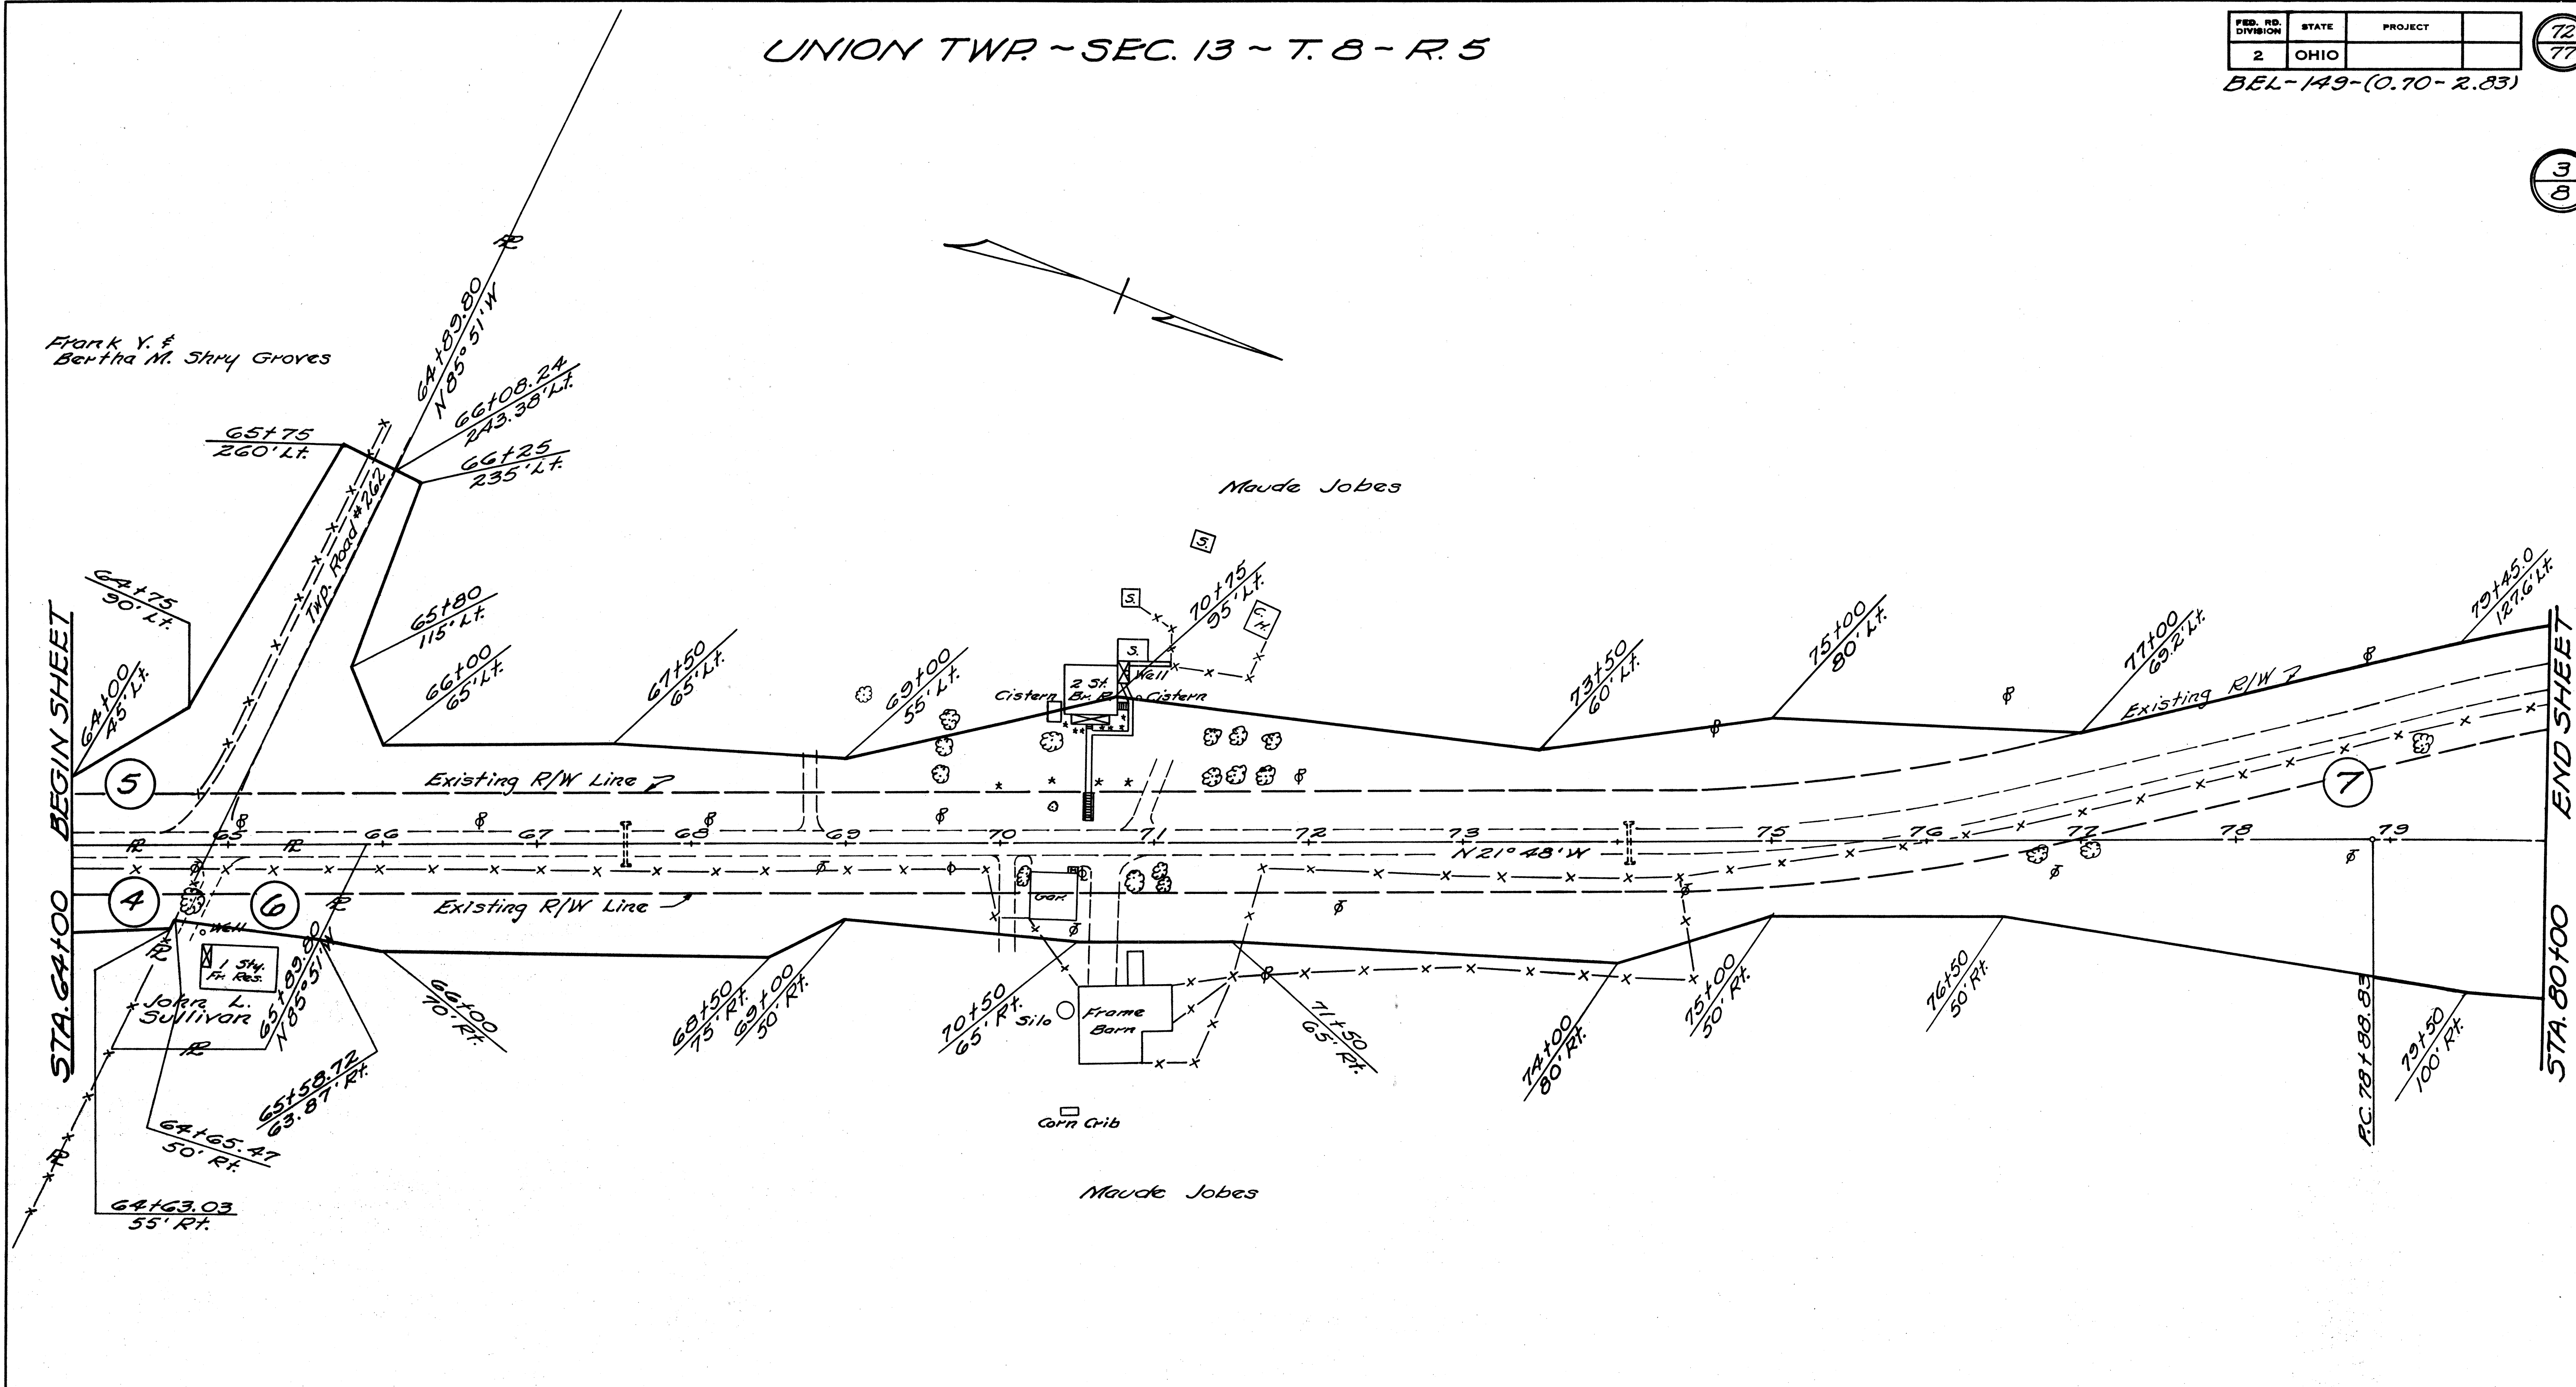 UNION TWP. ~ SEC. 13 ~ T. 8 - R. 5
FED. RD. DIVISION STATE PROJECT
2 OHIO
BEL-149-(0.70-2.83)
72
77
3
8
Frank Y. &
Bertha M. Shry Groves
64+89.80
N 85° 51' W
66+08.24
243.38' Lt.
65+75
260' Lt.
66+25
235' Lt.
Twp. Road #262
64+75
90' Lt.
64+00
45' Lt.
65+80
115' Lt.
66+00
65' Lt.
67+50
65' Lt.
69+00
55' Lt.
Maude Jobes
S.
S.
S.
C.
H.
70+75
95' Lt.
2 St.
Br. R.
Well
Cistern
Cistern
73+50
60' Lt.
75+00
80' Lt.
77+00
69.2' Lt.
79+45.0
127.6' Lt.
Existing R/W
BEGIN SHEET
STA. 64+00
END SHEET
STA. 80+00
5
Existing R/W Line
7
65 66 67 68 69 70 71 72 73 75 76 77 78 79
PL PL
N 21° 48' W
4
6
PL
Existing R/W Line
Gar.
Well
PL
1 Sty.
Fr. Res.
John L.
Sullivan
PL
65+89.80
N 85° 51' W
66+00
70' Rt.
68+50
75' Rt.
69+00
50' Rt.
70+50
65' Rt.
Silo
Frame
Barn
71+50
65' Rt.
74+00
80' Rt.
75+00
50' Rt.
76+50
50' Rt.
P.C. 78+88.83
79+50
100' Rt.
65+58.72
63.87' Rt.
64+65.47
50' Rt.
PL
64+63.03
55' Rt.
Corn Crib
Maude Jobes